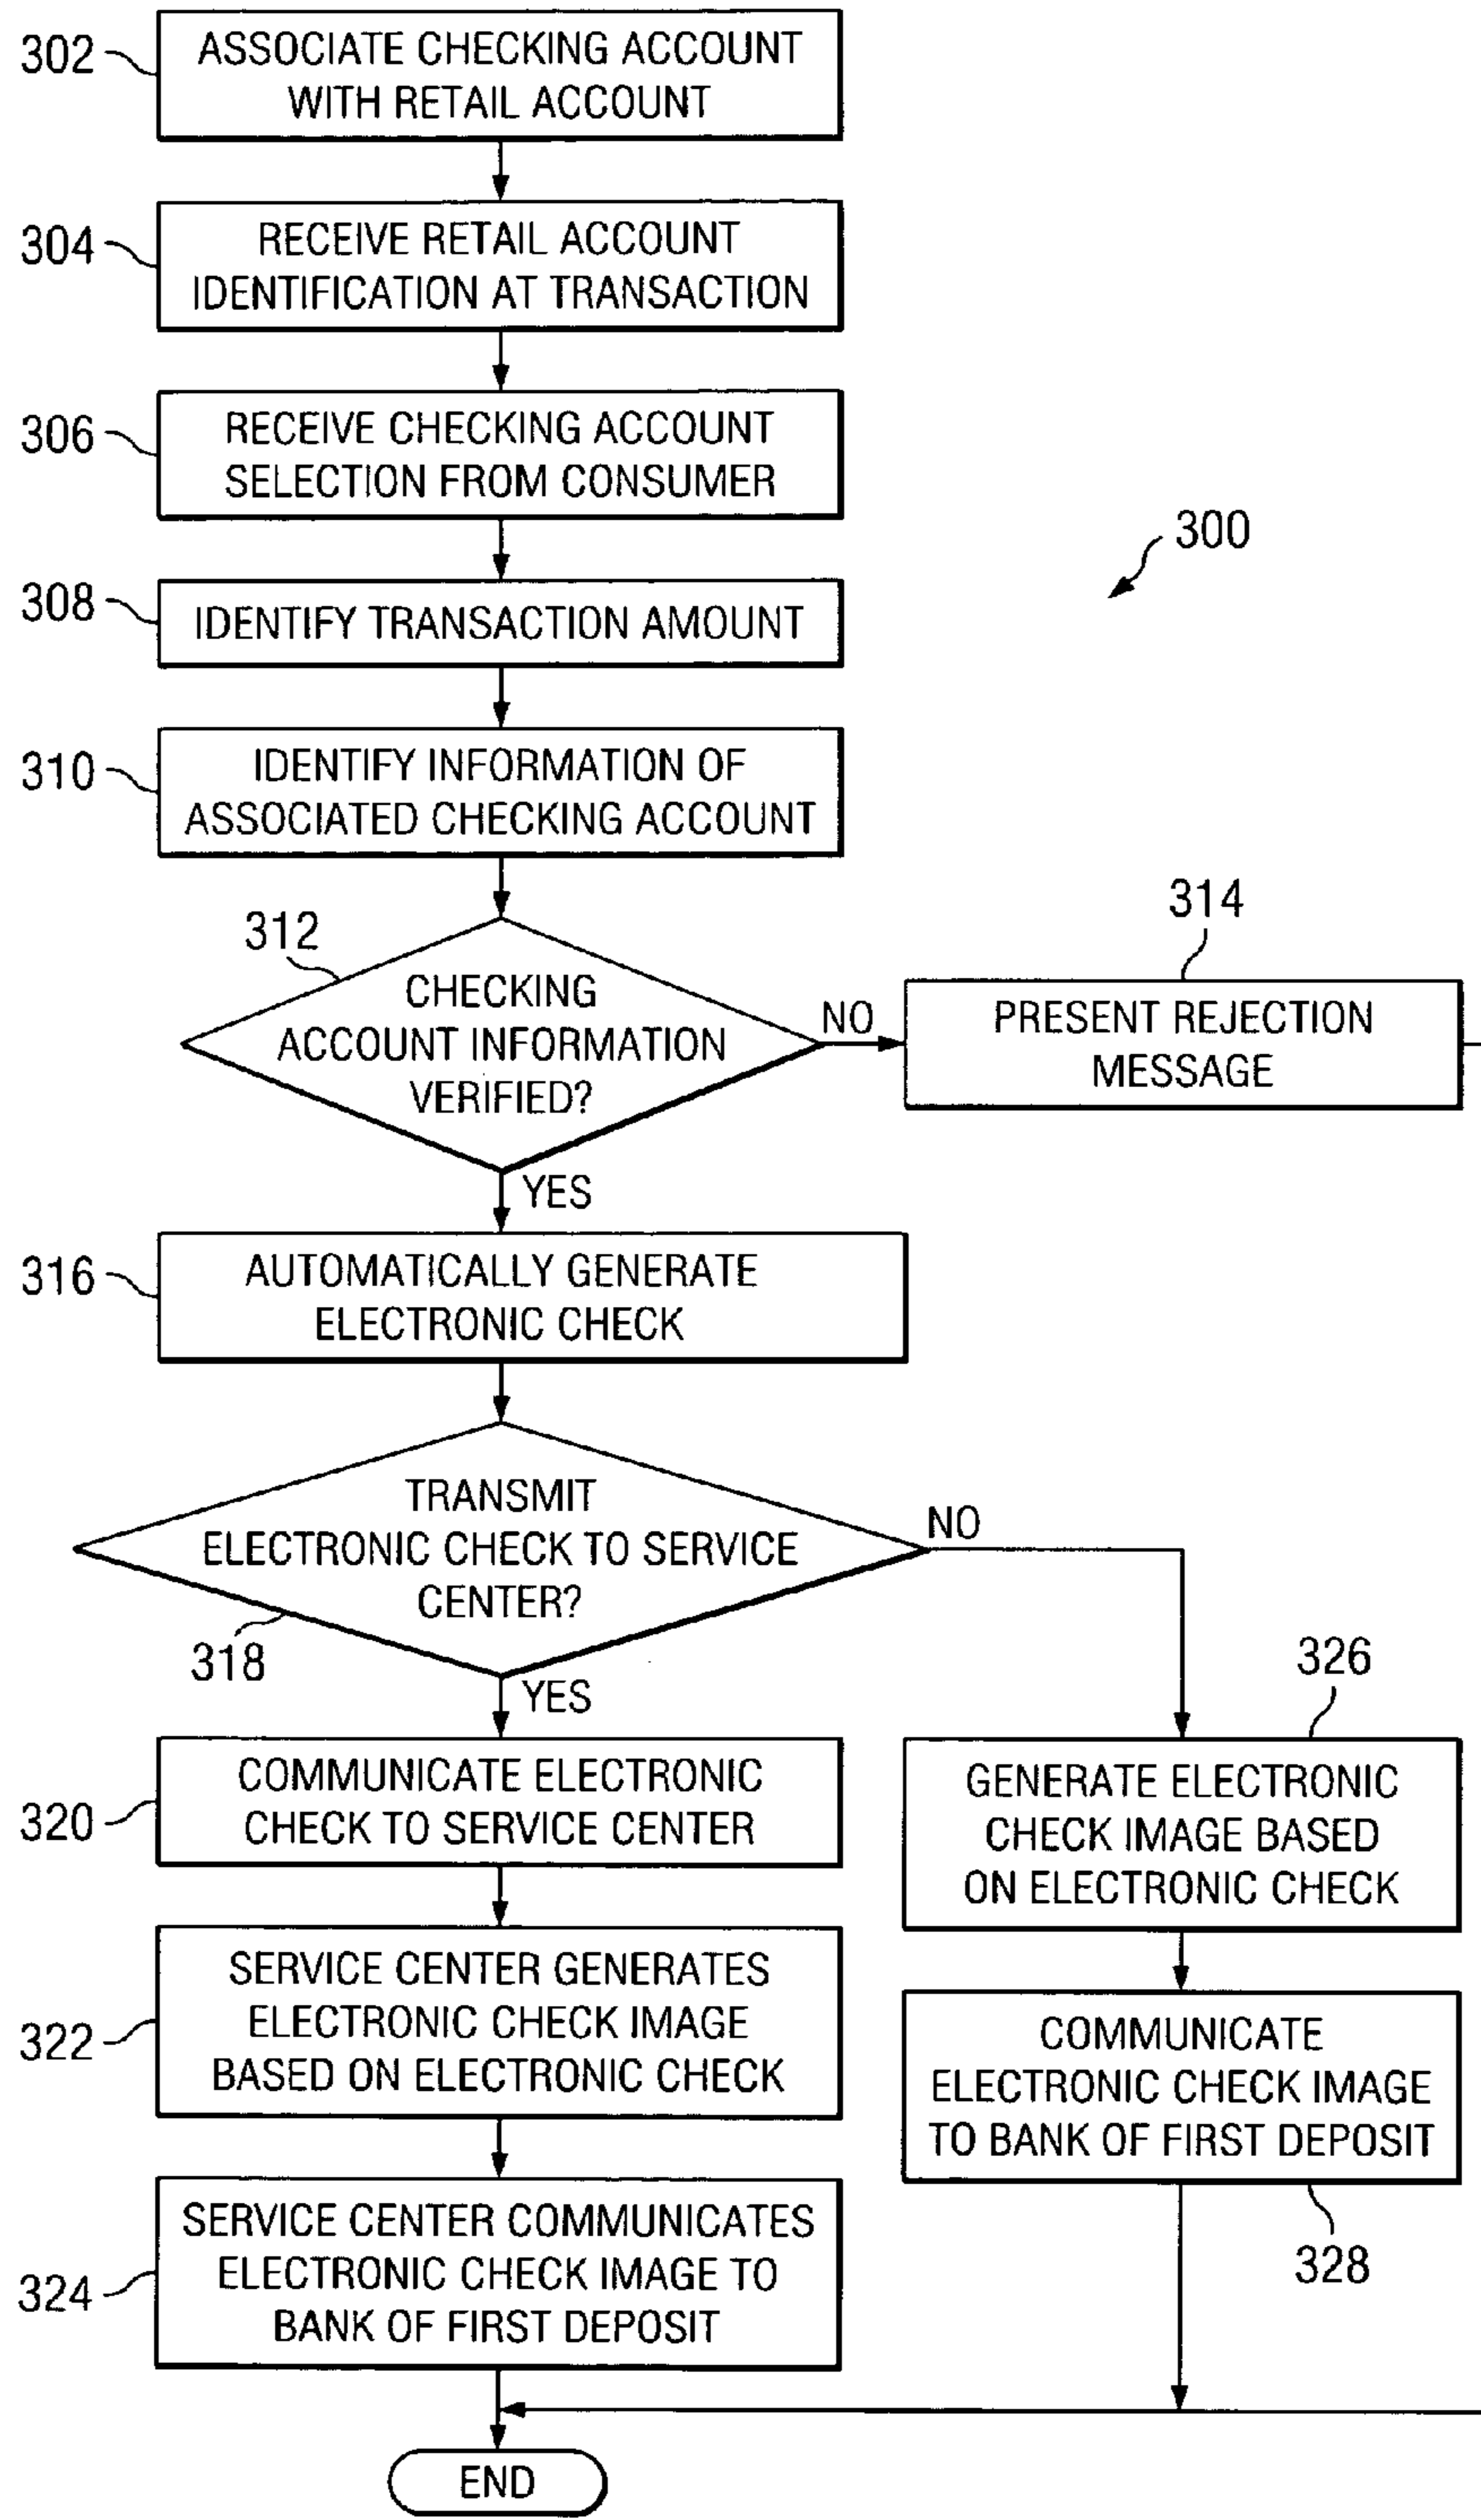 302
ASSOCIATE CHECKING ACCOUNT
WITH RETAIL ACCOUNT
304
RECEIVE RETAIL ACCOUNT
IDENTIFICATION AT TRANSACTION
306
RECEIVE CHECKING ACCOUNT
SELECTION FROM CONSUMER
300
308
IDENTIFY TRANSACTION AMOUNT
310
IDENTIFY INFORMATION OF
ASSOCIATED CHECKING ACCOUNT
312
CHECKING
ACCOUNT INFORMATION
VERIFIED?
NO
314
PRESENT REJECTION
MESSAGE
YES
316
AUTOMATICALLY GENERATE
ELECTRONIC CHECK
TRANSMIT
ELECTRONIC CHECK TO SERVICE
CENTER?
318
NO
YES
320
COMMUNICATE ELECTRONIC
CHECK TO SERVICE CENTER
326
GENERATE ELECTRONIC
CHECK IMAGE BASED
ON ELECTRONIC CHECK
322
SERVICE CENTER GENERATES
ELECTRONIC CHECK IMAGE
BASED ON ELECTRONIC CHECK
COMMUNICATE
ELECTRONIC CHECK IMAGE
TO BANK OF FIRST DEPOSIT
328
324
SERVICE CENTER COMMUNICATES
ELECTRONIC CHECK IMAGE TO
BANK OF FIRST DEPOSIT
END